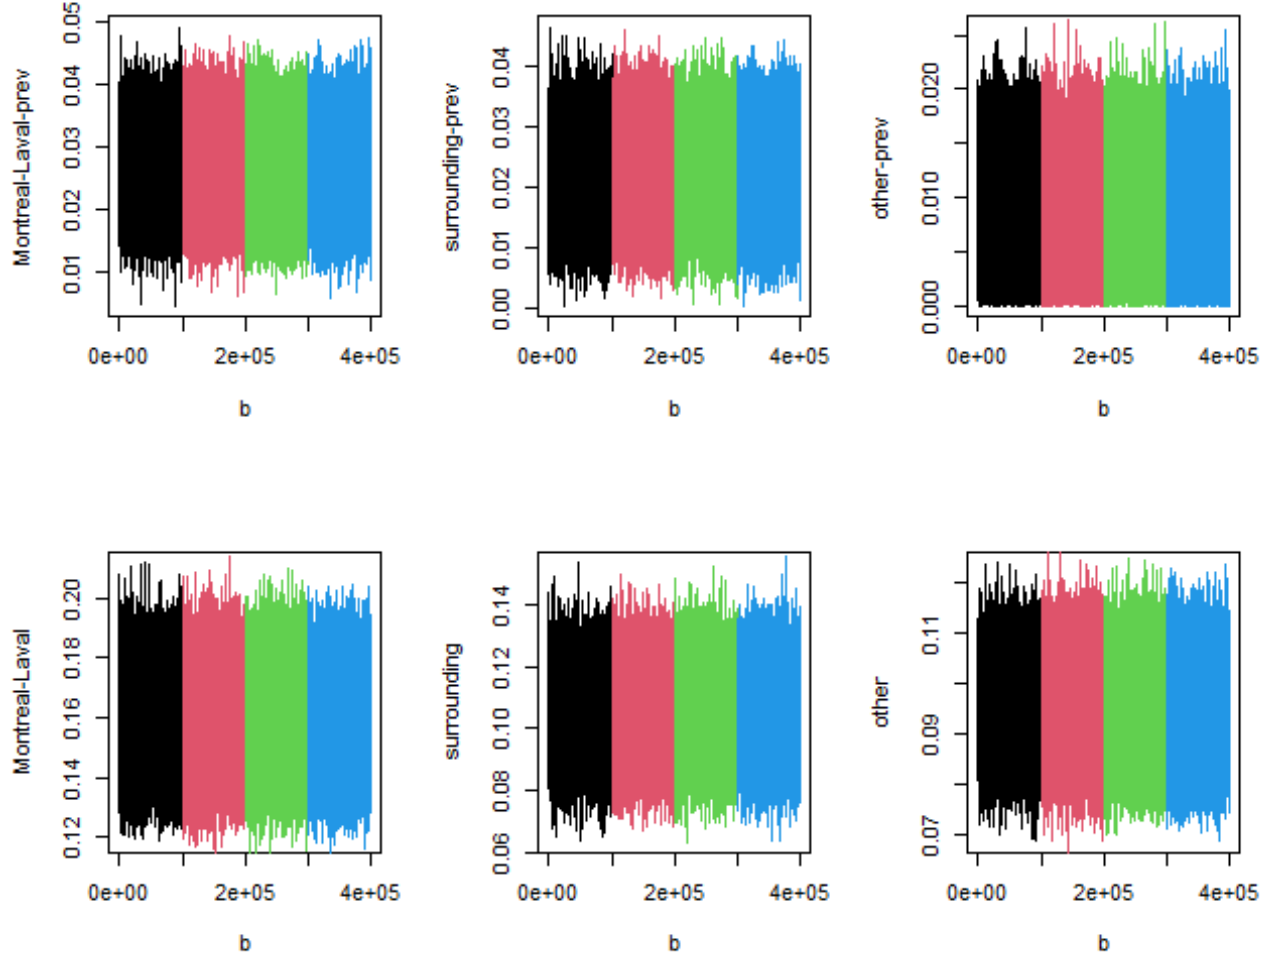 Montreal-Laval-prev
0.01 0.02 0.03 0.04 0.05
0e+00 2e+05 4e+05
b
surrounding-prev
0.00 0.01 0.02 0.03 0.04
0e+00 2e+05 4e+05
b
other-prev
0.000 0.010 0.020
0e+00 2e+05 4e+05
b
Montreal-Laval
0.12 0.14 0.16 0.18 0.20
0e+00 2e+05 4e+05
b
surrounding
0.06 0.08 0.10 0.12 0.14
0e+00 2e+05 4e+05
b
other
0.07 0.09 0.11
0e+00 2e+05 4e+05
b